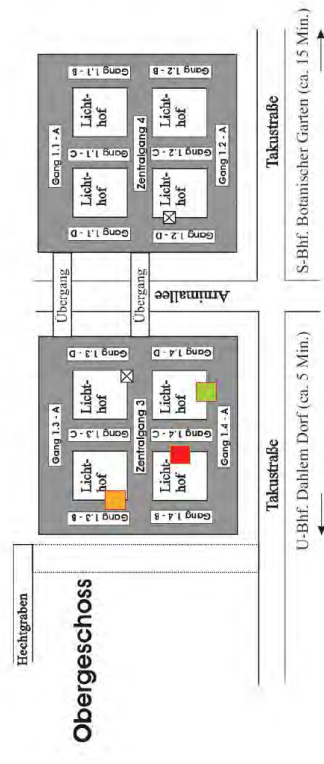 Obergeschoss
Hechtgraben
Gang 1.3 - A
Gang 1.3 - B
Licht-
hof
Gang 1.3 - C
Licht-
hof
Gang 1.3 - D
Zentralgang 3
Gang 1.4 - B
Licht-
hof
Gang 1.4 - C
Licht-
hof
Gang 1.4 - D
Gang 1.4 - A
Übergang
Übergang
Arnimallee
Gang 1.1 - A
Gang 1.1 - D
Licht-
hof
Gang 1.1 - C
Licht-
hof
Gang 1.1 - B
Zentralgang 4
Gang 1.2 - D
Licht-
hof
Gang 1.2 - C
Licht-
hof
Gang 1.2 - B
Gang 1.2 - A
Takustraße
Takustraße
U-Bhf. Dahlem Dorf (ca. 5 Min.)
S-Bhf. Botanischer Garten (ca. 15 Min.)